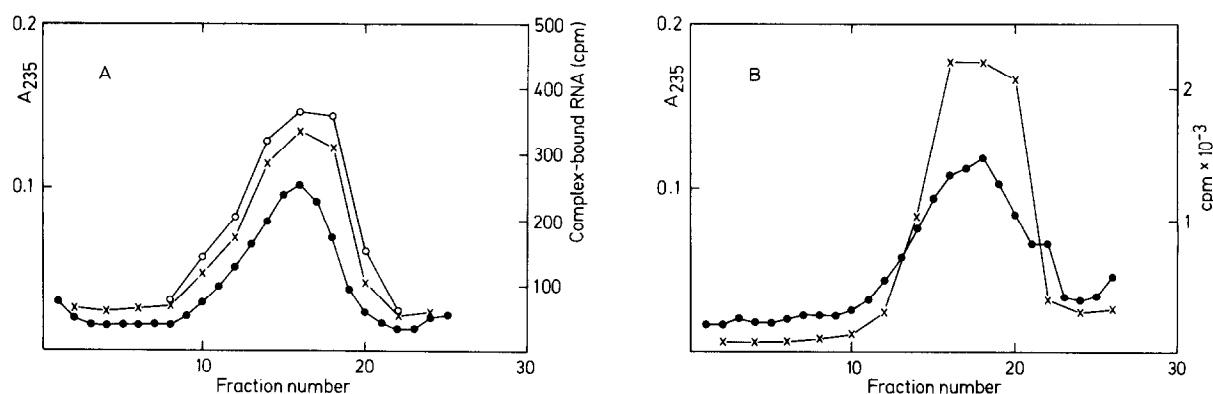 0.2
A
A235
0.1
500
400
300
200
100
Complex-bound RNA (cpm)
10
20
30
Fraction number
0.2
B
A235
0.1
2
1
cpm × 10⁻³
10
20
30
Fraction number